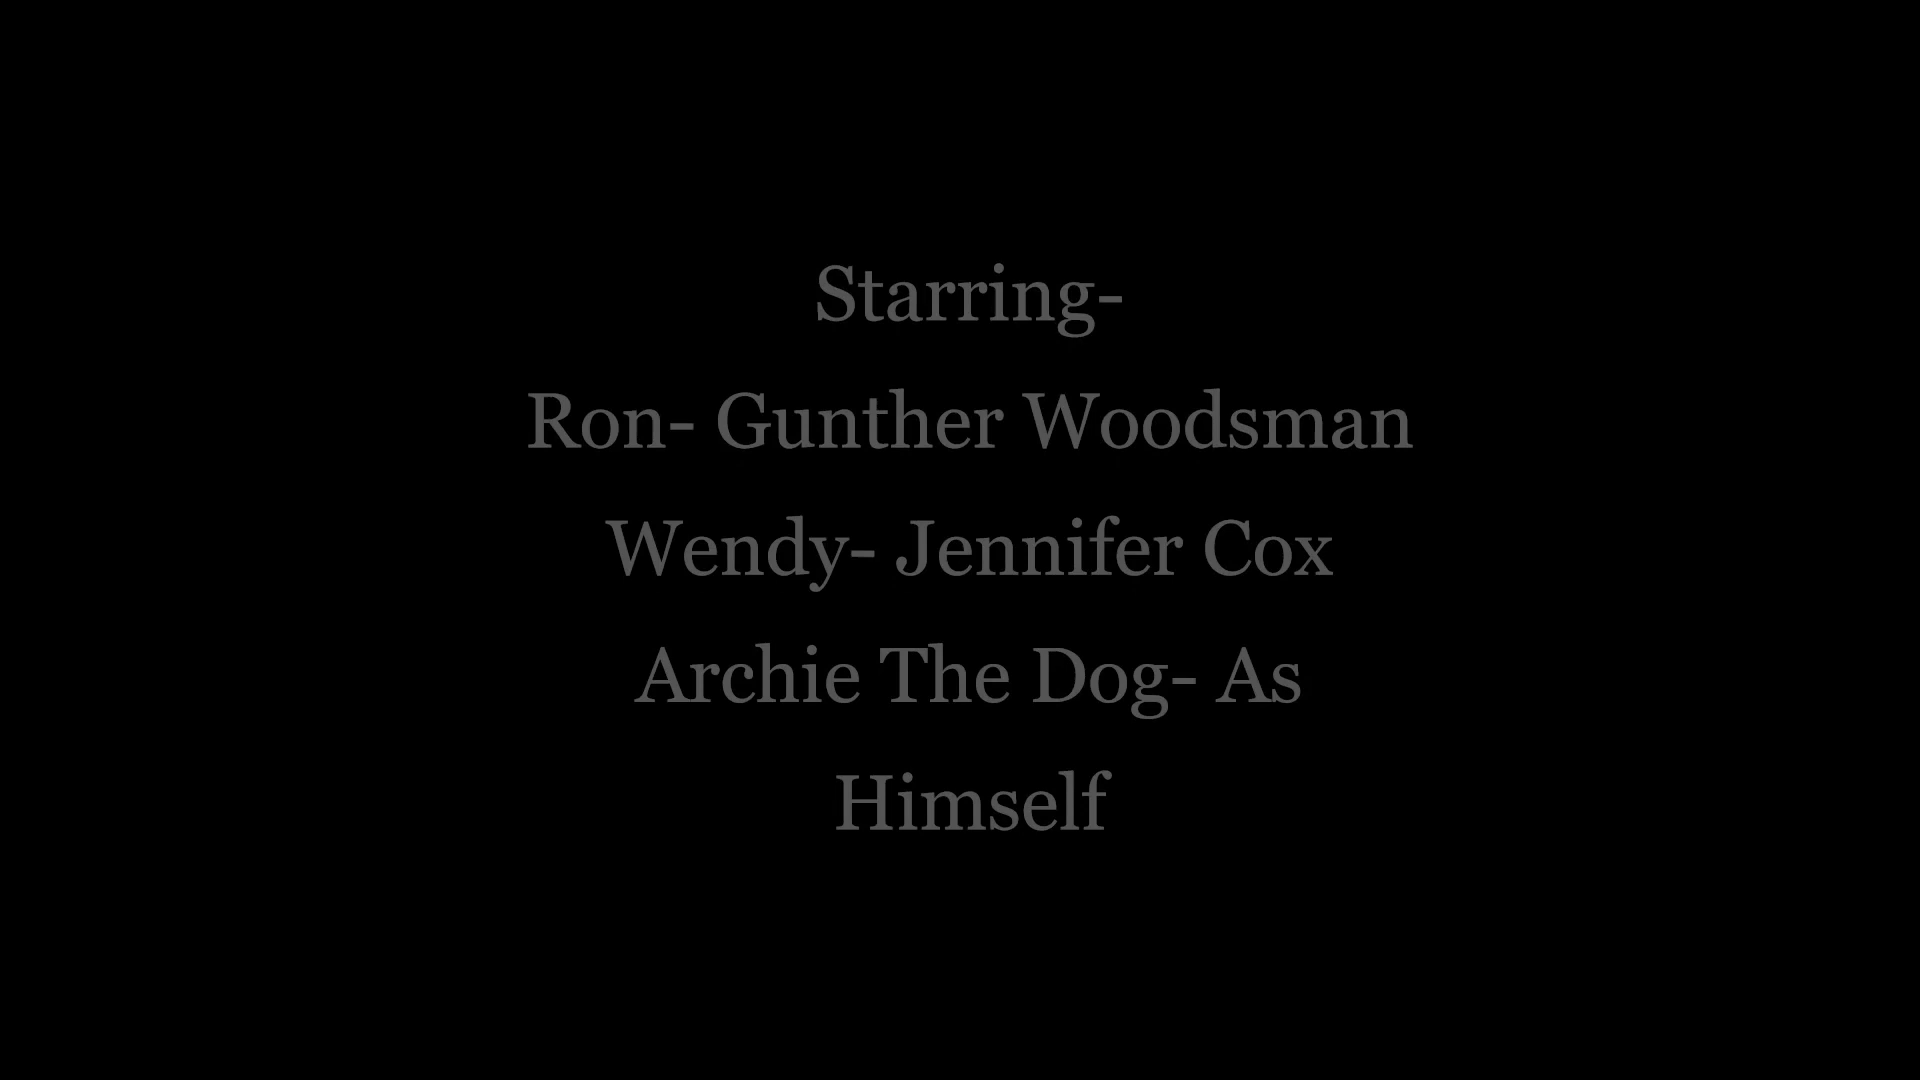 Starring-
Ron- Gunther Woodsman
Wendy- Jennifer Cox
Archie The Dog- As
Himself